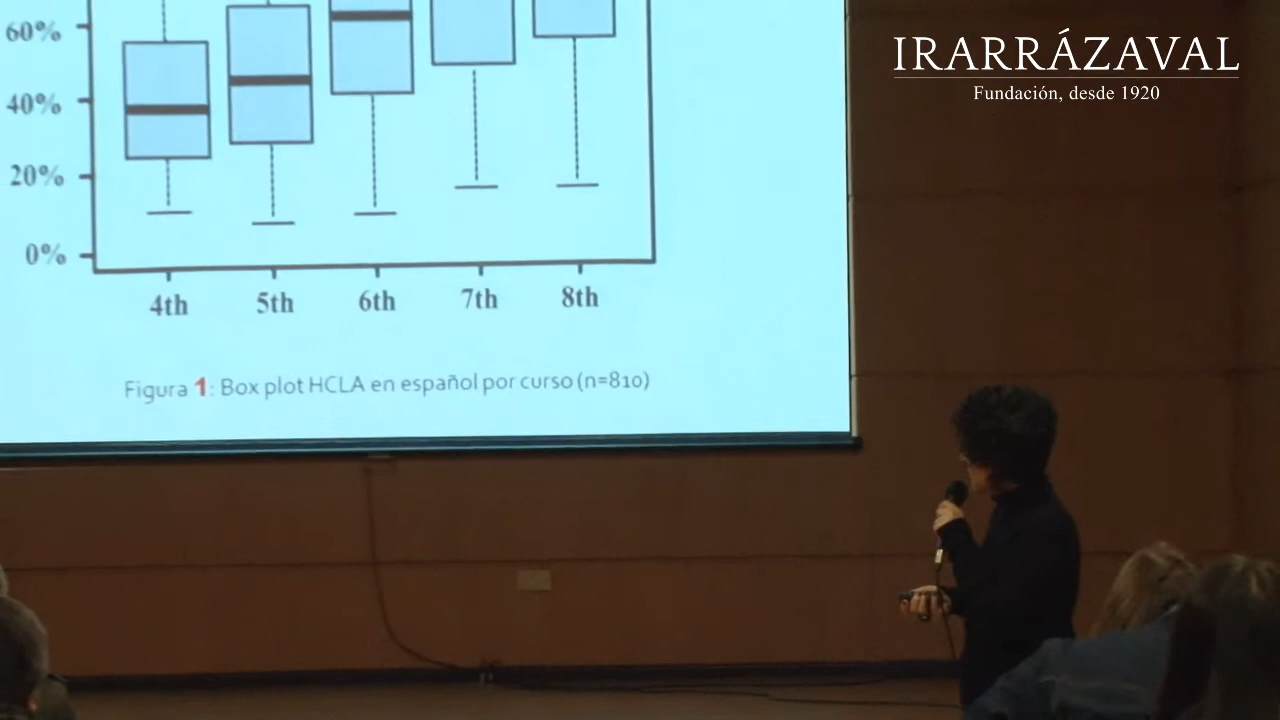 IRARRÁZAVAL
Fundación, desde 1920
60%
40%
20%
0%
4th 5th 6th 7th 8th
Figura 1: Box plot HCLA en español por curso (n=810)